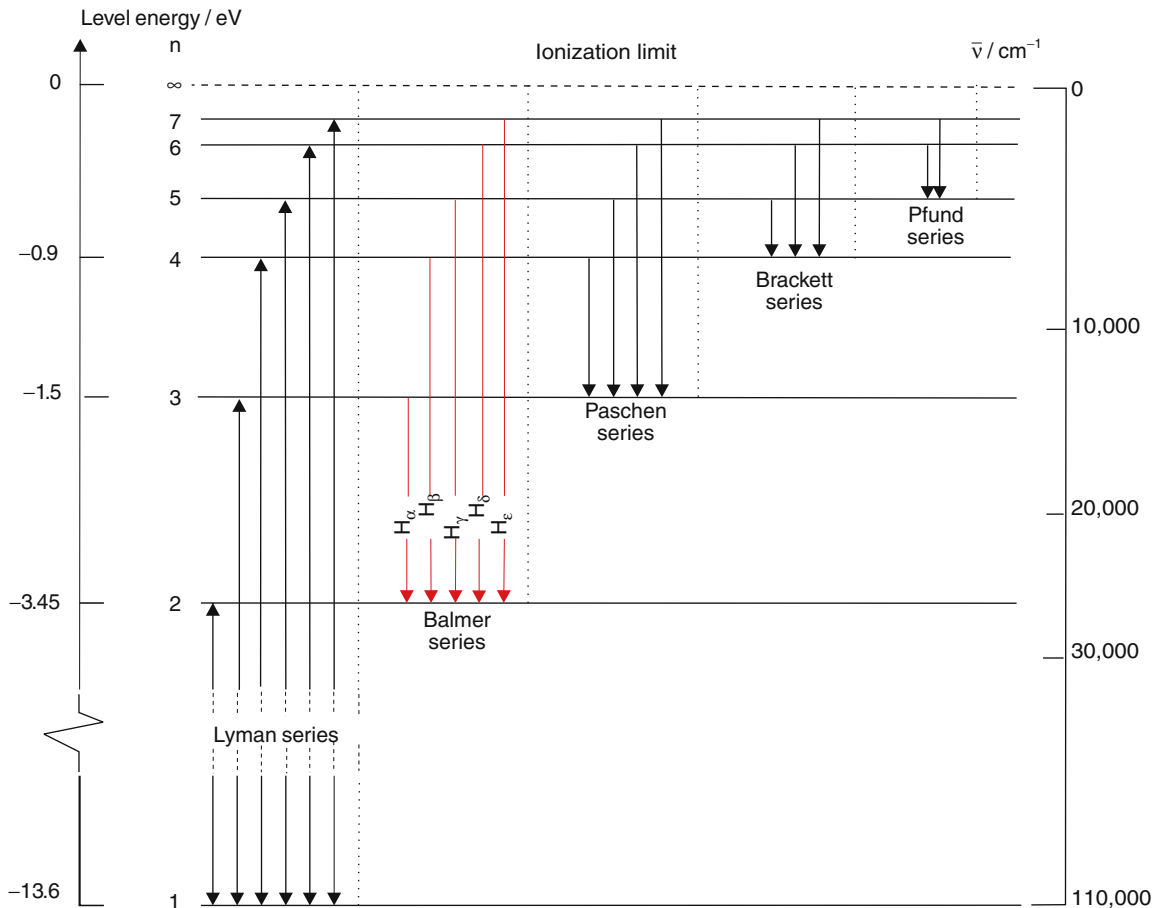 Level energy / eV
n
Ionization limit
ν̅ / cm⁻¹
0
∞
0
7
6
5
Pfund
series
−0.9
4
Brackett
series
10,000
−1.5
3
Paschen
series
Hα
Hβ
Hγ
Hδ
Hε
20,000
−3.45
2
Balmer
series
30,000
Lyman series
−13.6
1
110,000